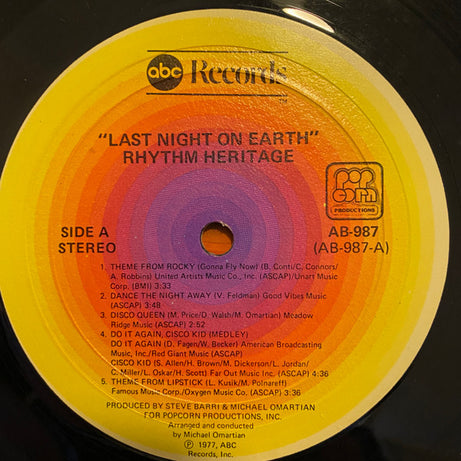 abc Records
"LAST NIGHT ON EARTH"
RHYTHM HERITAGE
POP
CORN
PRODUCTIONS
SIDE A
STEREO
AB-987
(AB-987-A)
1. THEME FROM ROCKY (Gonna Fly Now) (B. Conti/C. Connors/
A. Robbins) United Artists Music Co., Inc. (ASCAP)/Unart Music
Corp. (BMI) 3:33
2. DANCE THE NIGHT AWAY (V. Feldman) Good Vibes Music
(ASCAP) 3:48
3. DISCO QUEEN (M. Price/D. Walsh/M. Omartian) Meadow
Ridge Music (ASCAP) 2:52
4. DO IT AGAIN, CISCO KID (MEDLEY)
DO IT AGAIN (D. Fagen/W. Becker) American Broadcasting
Music, Inc./Red Giant Music (ASCAP)
CISCO KID (S. Allen/H. Brown/M. Dickerson/L. Jordan/
C. Miller/L. Oskar/H. Scott) Far Out Music Inc. (ASCAP) 4:36
5. THEME FROM LIPSTICK (L. Kusik/M. Polnareff)
Famous Music Corp./Oxygen Music Co. (ASCAP) 3:36
PRODUCED BY STEVE BARRI & MICHAEL OMARTIAN
FOR POPCORN PRODUCTIONS, INC.
Arranged and conducted
by Michael Omartian
℗ 1977, ABC
Records, Inc.